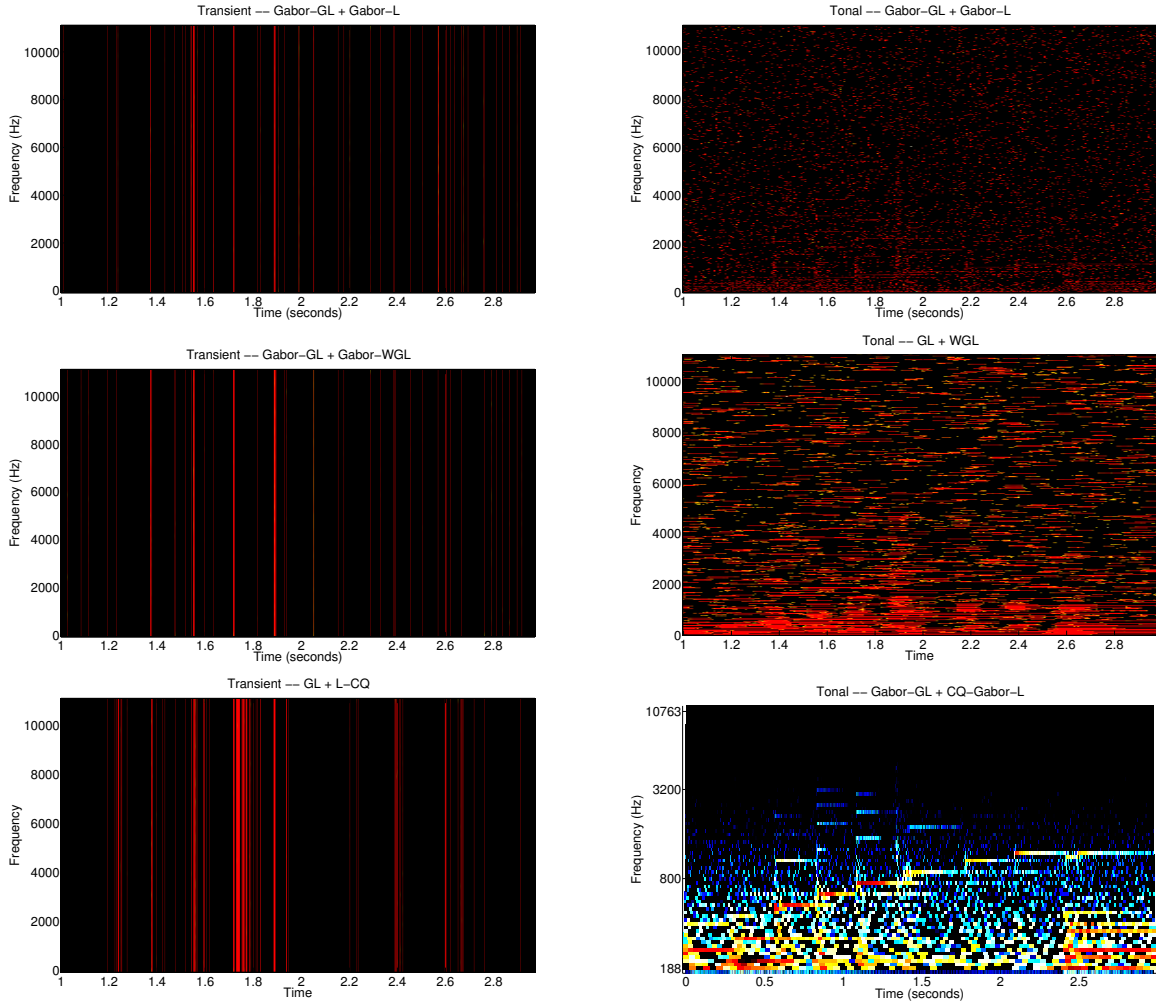 Transient −− Gabor−GL + Gabor−L
10000
8000
6000
4000
2000
0
Frequency (Hz)
1 1.2 1.4 1.6 1.8 2 2.2 2.4 2.6 2.8
Time (seconds)
Tonal −− Gabor−GL + Gabor−L
10000
8000
6000
4000
2000
0
Frequency (Hz)
1 1.2 1.4 1.6 1.8 2 2.2 2.4 2.6 2.8
Time (seconds)
Transient −− Gabor−GL + Gabor−WGL
10000
8000
6000
4000
2000
0
Frequency (Hz)
1 1.2 1.4 1.6 1.8 2 2.2 2.4 2.6 2.8
Time (seconds)
Tonal −− GL + WGL
10000
8000
6000
4000
2000
0
Frequency
1 1.2 1.4 1.6 1.8 2 2.2 2.4 2.6 2.8
Time
Transient −− GL + L−CQ
10000
8000
6000
4000
2000
0
Frequency
1 1.2 1.4 1.6 1.8 2 2.2 2.4 2.6 2.8
Time
Tonal −− Gabor−GL + CQ−Gabor−L
10763
3200
800
188
Frequency (Hz)
0 0.5 1 1.5 2 2.5
Time (seconds)